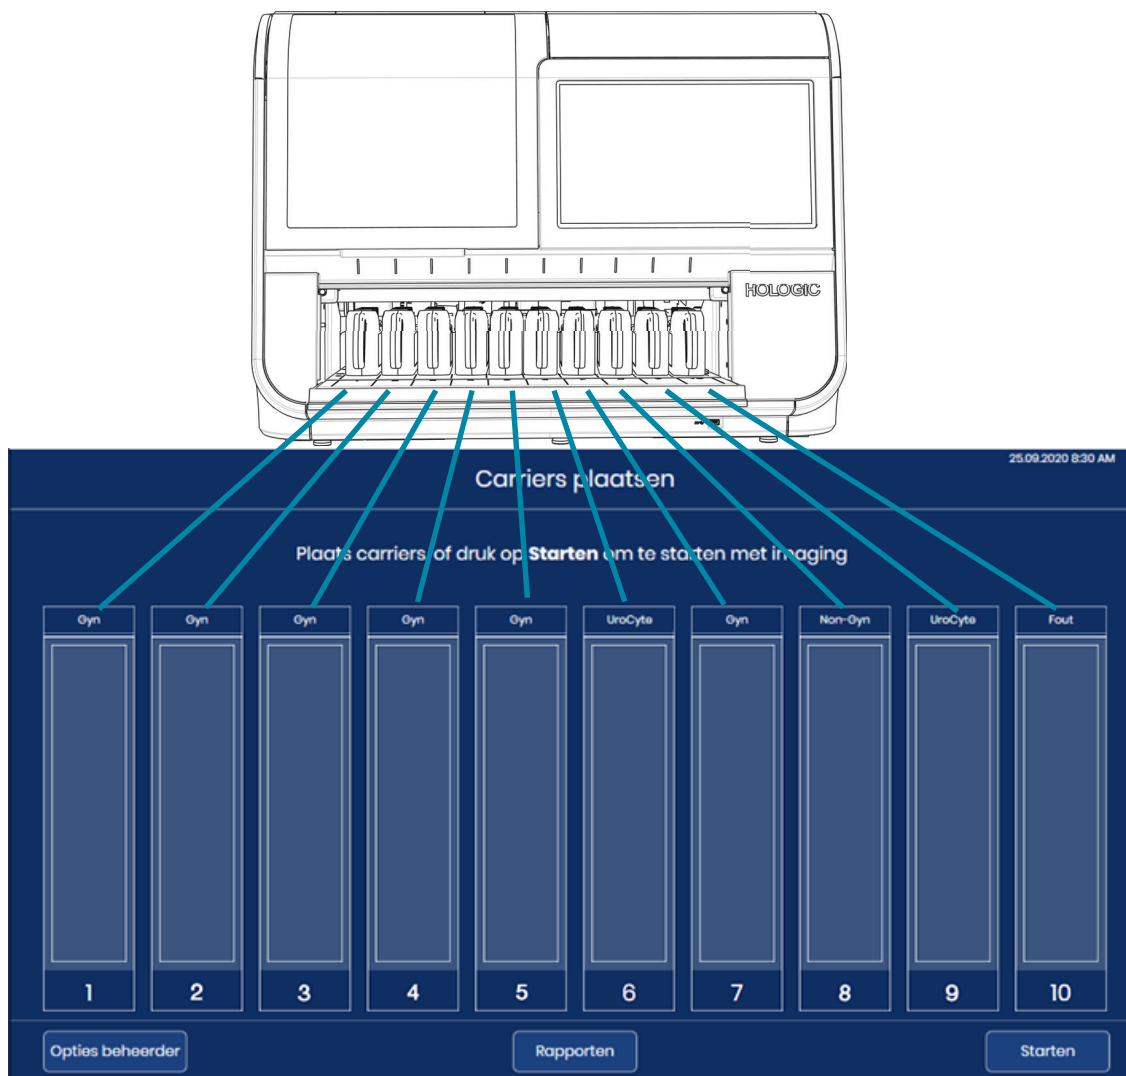 HOLOGIC
25.09.2020 8:30 AM
Carriers plaatsen
Plaats carriers of druk op Starten om te starten met imaging
Gyn Gyn Gyn Gyn Gyn UroCyte Gyn Non-Gyn UroCyte Fout
1 2 3 4 5 6 7 8 9 10
Opties beheerder Rapporten Starten